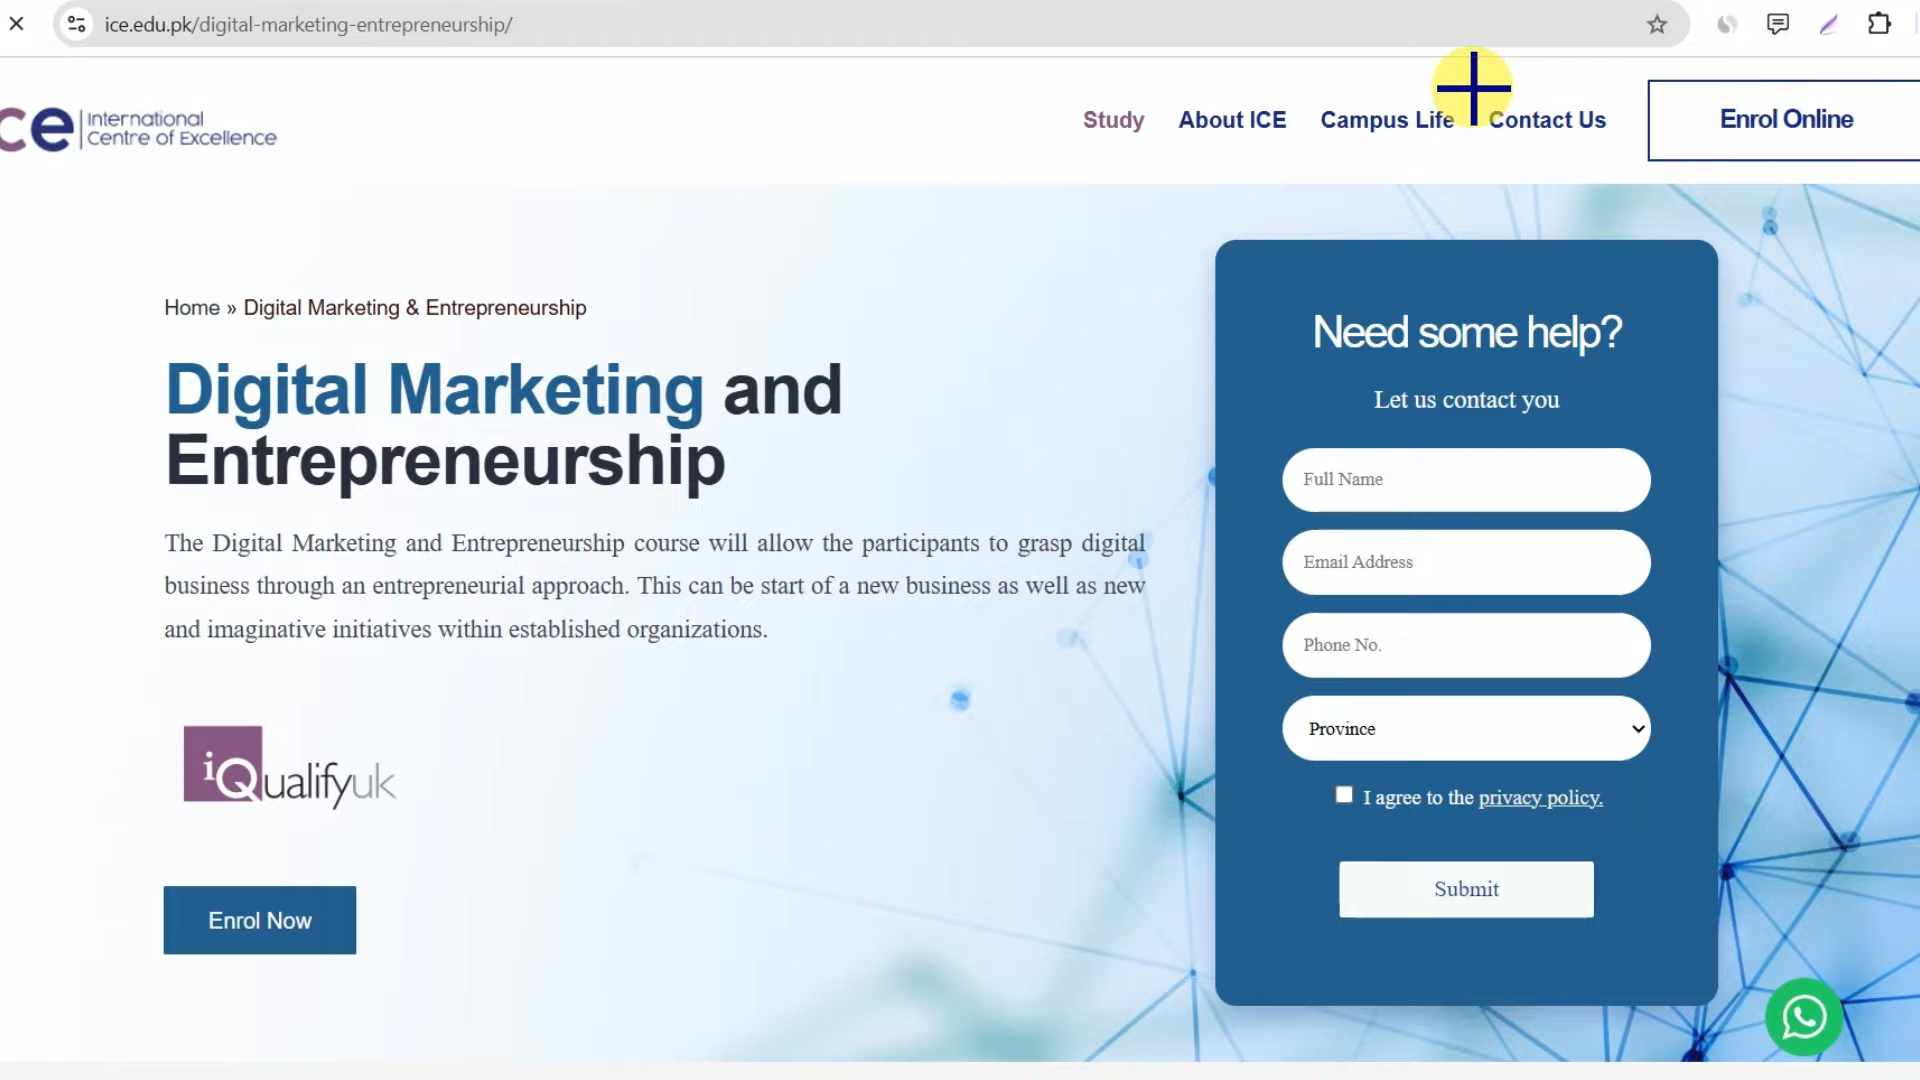 ice.edu.pk/digital-marketing-entrepreneurship/
ce International
Centre of Excellence
Study About ICE Campus Life Contact Us Enrol Online
Home » Digital Marketing & Entrepreneurship
Digital Marketing and
Entrepreneurship
The Digital Marketing and Entrepreneurship course will allow the participants to grasp digital
business through an entrepreneurial approach. This can be start of a new business as well as new
and imaginative initiatives within established organizations.
iQualifyuk
Enrol Now
Need some help?
Let us contact you
Full Name
Email Address
Phone No.
Province
I agree to the privacy policy.
Submit